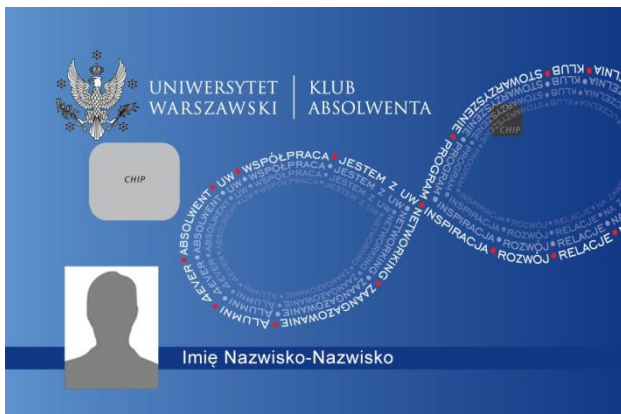 UNIWERSYTET
WARSZAWSKI
KLUB
ABSOLWENTA
CHIP
CHIP
4EVER • ABSOLWENT • UW • WSPÓŁPRACA • JESTEM Z UW • INSPIRACJA • ROZWÓJ • RELACJE •
ALUMNI • ZAANGAŻOWANIE • NETWORKING • PROGRAM • STOWARZYSZENIE • KLUB •
Imię Nazwisko-Nazwisko